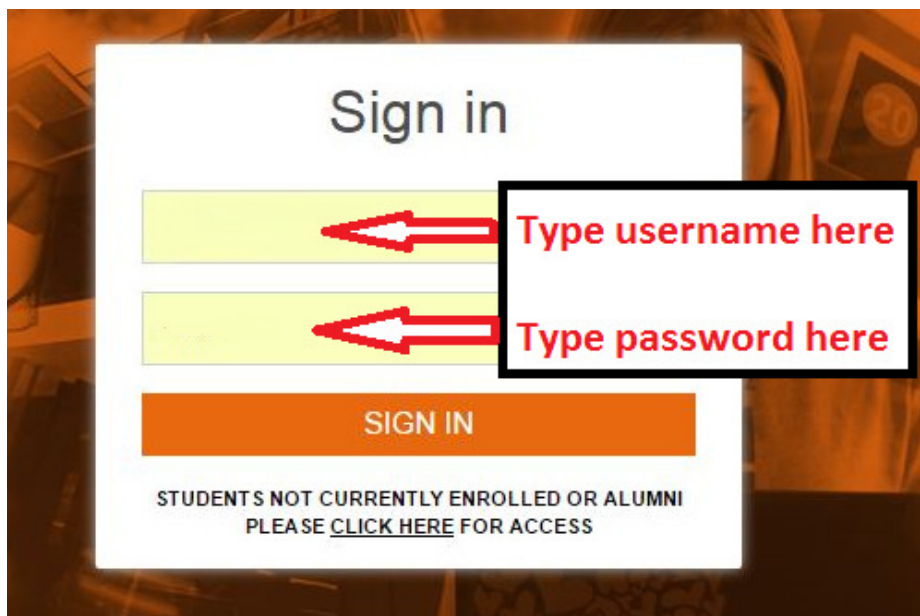 Sign in
Type username here
Type password here
SIGN IN
STUDENTS NOT CURRENTLY ENROLLED OR ALUMNI
PLEASE CLICK HERE FOR ACCESS
20